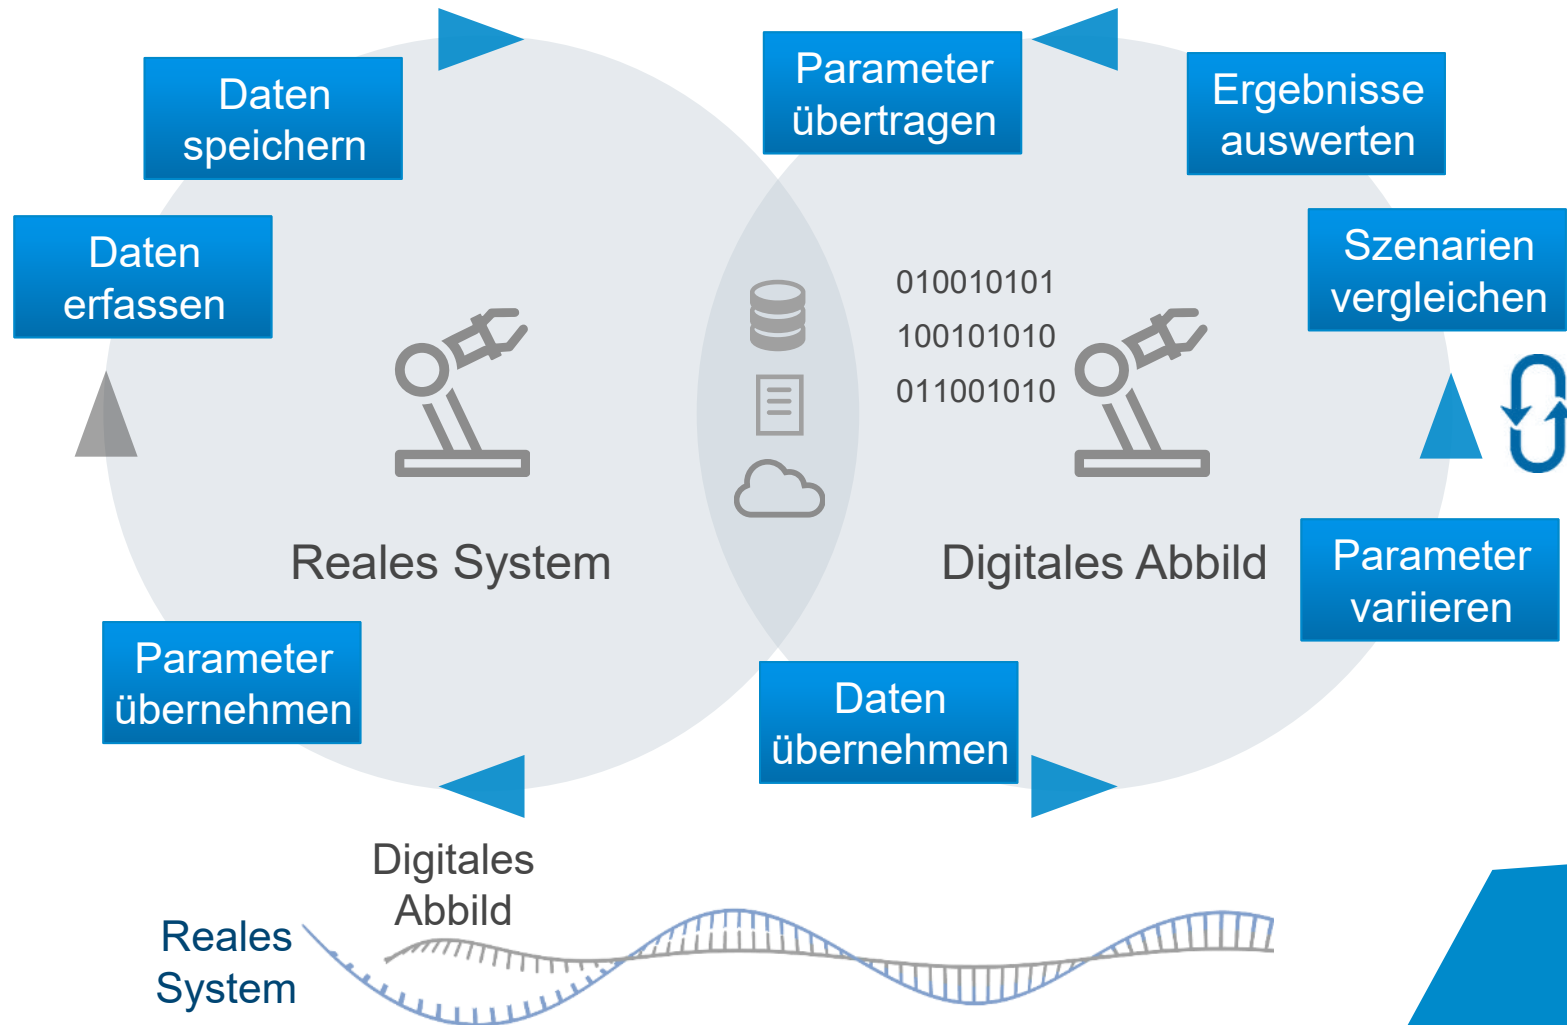 Daten
speichern
Parameter
übertragen
Ergebnisse
auswerten
Daten
erfassen
Szenarien
vergleichen
010010101
100101010
011001010
Reales System
Digitales Abbild
Parameter
variieren
Parameter
übernehmen
Daten
übernehmen
Digitales
Abbild
Reales
System